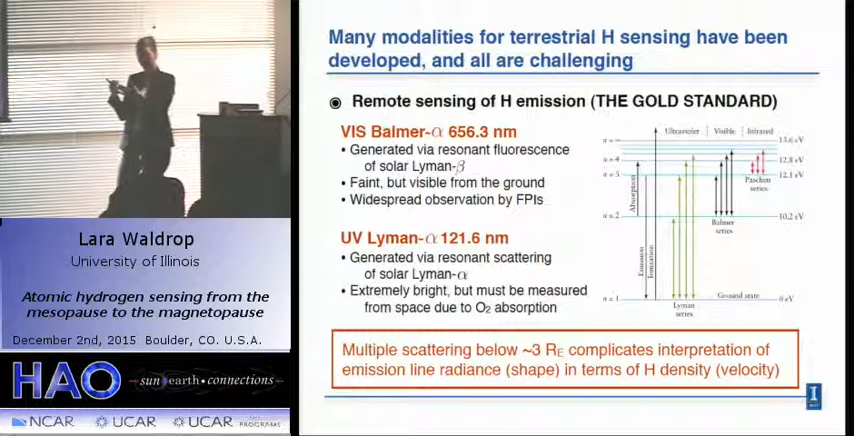 Many modalities for terrestrial H sensing have been
developed, and all are challenging
◉ Remote sensing of H emission (THE GOLD STANDARD)
VIS Balmer-α 656.3 nm
• Generated via resonant fluorescence
of solar Lyman-β
• Faint, but visible from the ground
• Widespread observation by FPIs
UV Lyman-α 121.6 nm
• Generated via resonant scattering
of solar Lyman-α
• Extremely bright, but must be measured
from space due to O₂ absorption
Ultraviolet Visible Infrared
13.6 eV
n = 4 12.8 eV
n = 3 12.1 eV
Paschen
series
Absorption
n = 2 10.2 eV
Balmer
series
Emission
Ionization
n = 1 Ground state 0 eV
Lyman
series
Multiple scattering below ~3 RE complicates interpretation of
emission line radiance (shape) in terms of H density (velocity)
I
Lara Waldrop
University of Illinois
Atomic hydrogen sensing from the
mesopause to the magnetopause
December 2nd, 2015 Boulder, CO. U.S.A.
HAO sun earth • connections
NCAR UCAR UCAR
PROGRAMS